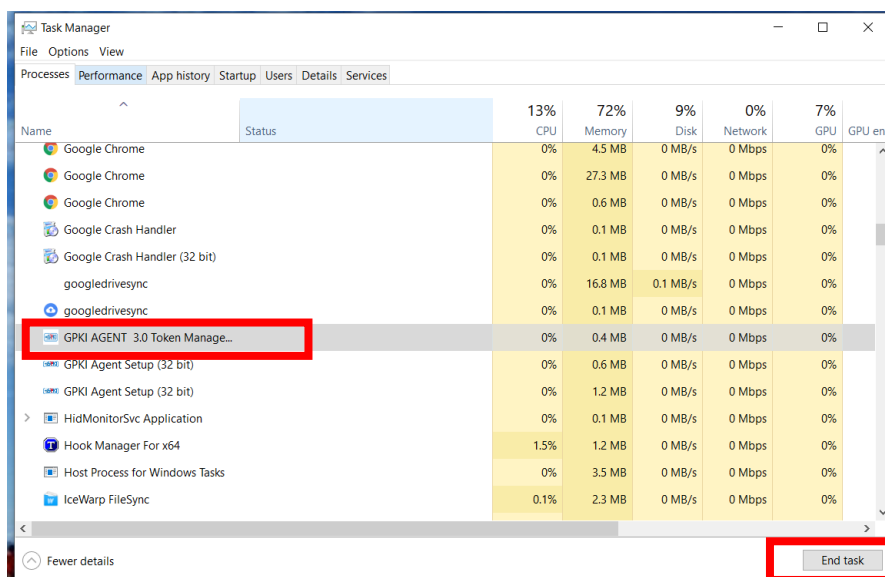 Task Manager
File Options View
Processes Performance App history Startup Users Details Services
13% 72% 9% 0% 7%
Name Status CPU Memory Disk Network GPU GPU en
Google Chrome 0% 4.5 MB 0 MB/s 0 Mbps 0%
Google Chrome 0% 27.3 MB 0 MB/s 0 Mbps 0%
Google Chrome 0% 0.6 MB 0 MB/s 0 Mbps 0%
Google Crash Handler 0% 0.1 MB 0 MB/s 0 Mbps 0%
Google Crash Handler (32 bit) 0% 0.1 MB 0 MB/s 0 Mbps 0%
googledrivesync 0% 16.8 MB 0.1 MB/s 0 Mbps 0%
googledrivesync 0% 0.1 MB 0 MB/s 0 Mbps 0%
GPKI AGENT 3.0 Token Manage... 0% 0.4 MB 0 MB/s 0 Mbps 0%
GPKI Agent Setup (32 bit) 0% 0.6 MB 0 MB/s 0 Mbps 0%
GPKI Agent Setup (32 bit) 0% 1.2 MB 0 MB/s 0 Mbps 0%
HidMonitorSvc Application 0% 0.1 MB 0 MB/s 0 Mbps 0%
Hook Manager For x64 1.5% 1.2 MB 0 MB/s 0 Mbps 0%
Host Process for Windows Tasks 0% 3.5 MB 0 MB/s 0 Mbps 0%
IceWarp FileSync 0.1% 2.3 MB 0 MB/s 0 Mbps 0%
Fewer details End task